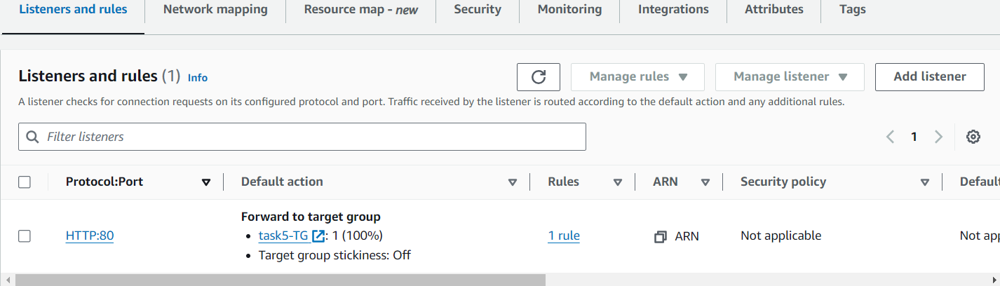 Listeners and rules Network mapping Resource map - new Security Monitoring Integrations Attributes Tags
Listeners and rules (1) Info
Manage rules Manage listener Add listener
A listener checks for connection requests on its configured protocol and port. Traffic received by the listener is routed according to the default action and any additional rules.
Filter listeners
1
Protocol:Port Default action Rules ARN Security policy Default
Forward to target group
HTTP:80 • task5-TG : 1 (100%) 1 rule ARN Not applicable Not ap
• Target group stickiness: Off